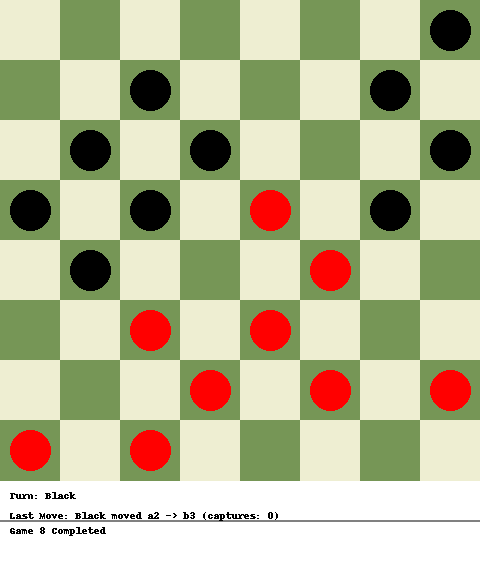 Turn: Black
Last Move: Black moved a2 -> b3 (captures: 0)
Game 8 Completed